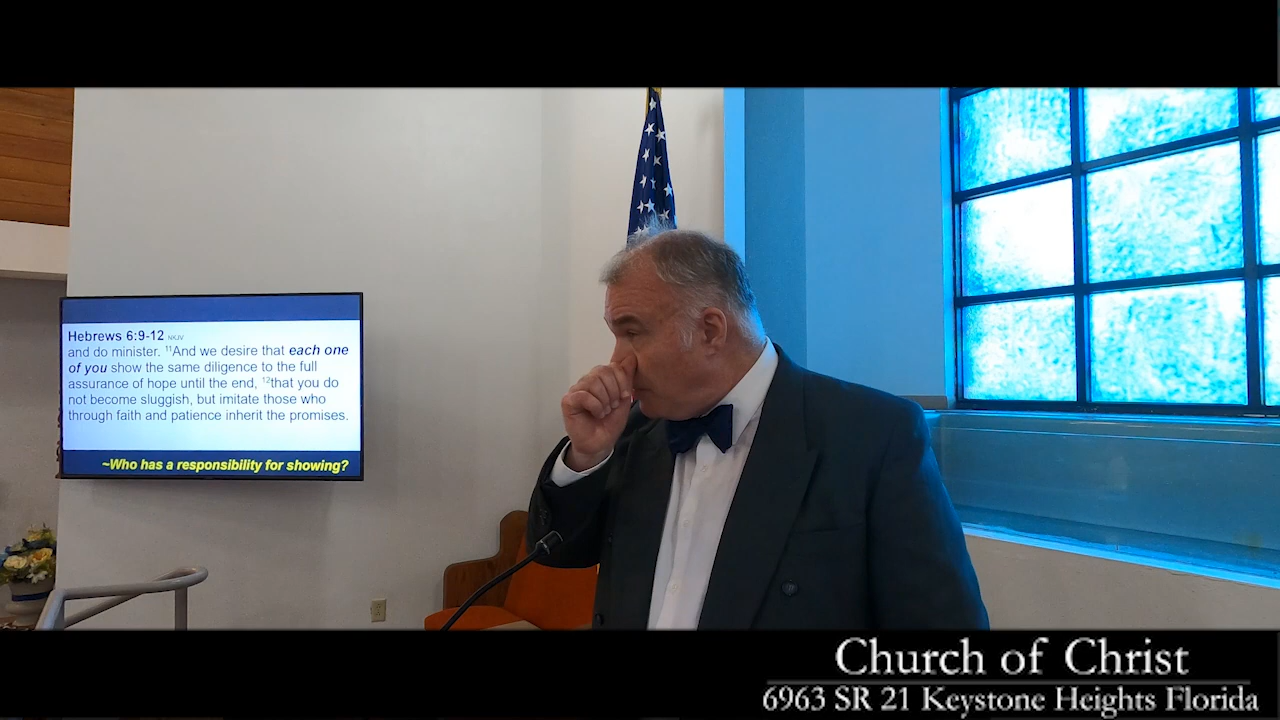 Hebrews 6:9-12 NKJV
and do minister. 11And we desire that each one
of you show the same diligence to the full
assurance of hope until the end, 12that you do
not become sluggish, but imitate those who
through faith and patience inherit the promises.
~Who has a responsibility for showing?
Church of Christ
6963 SR 21 Keystone Heights Florida